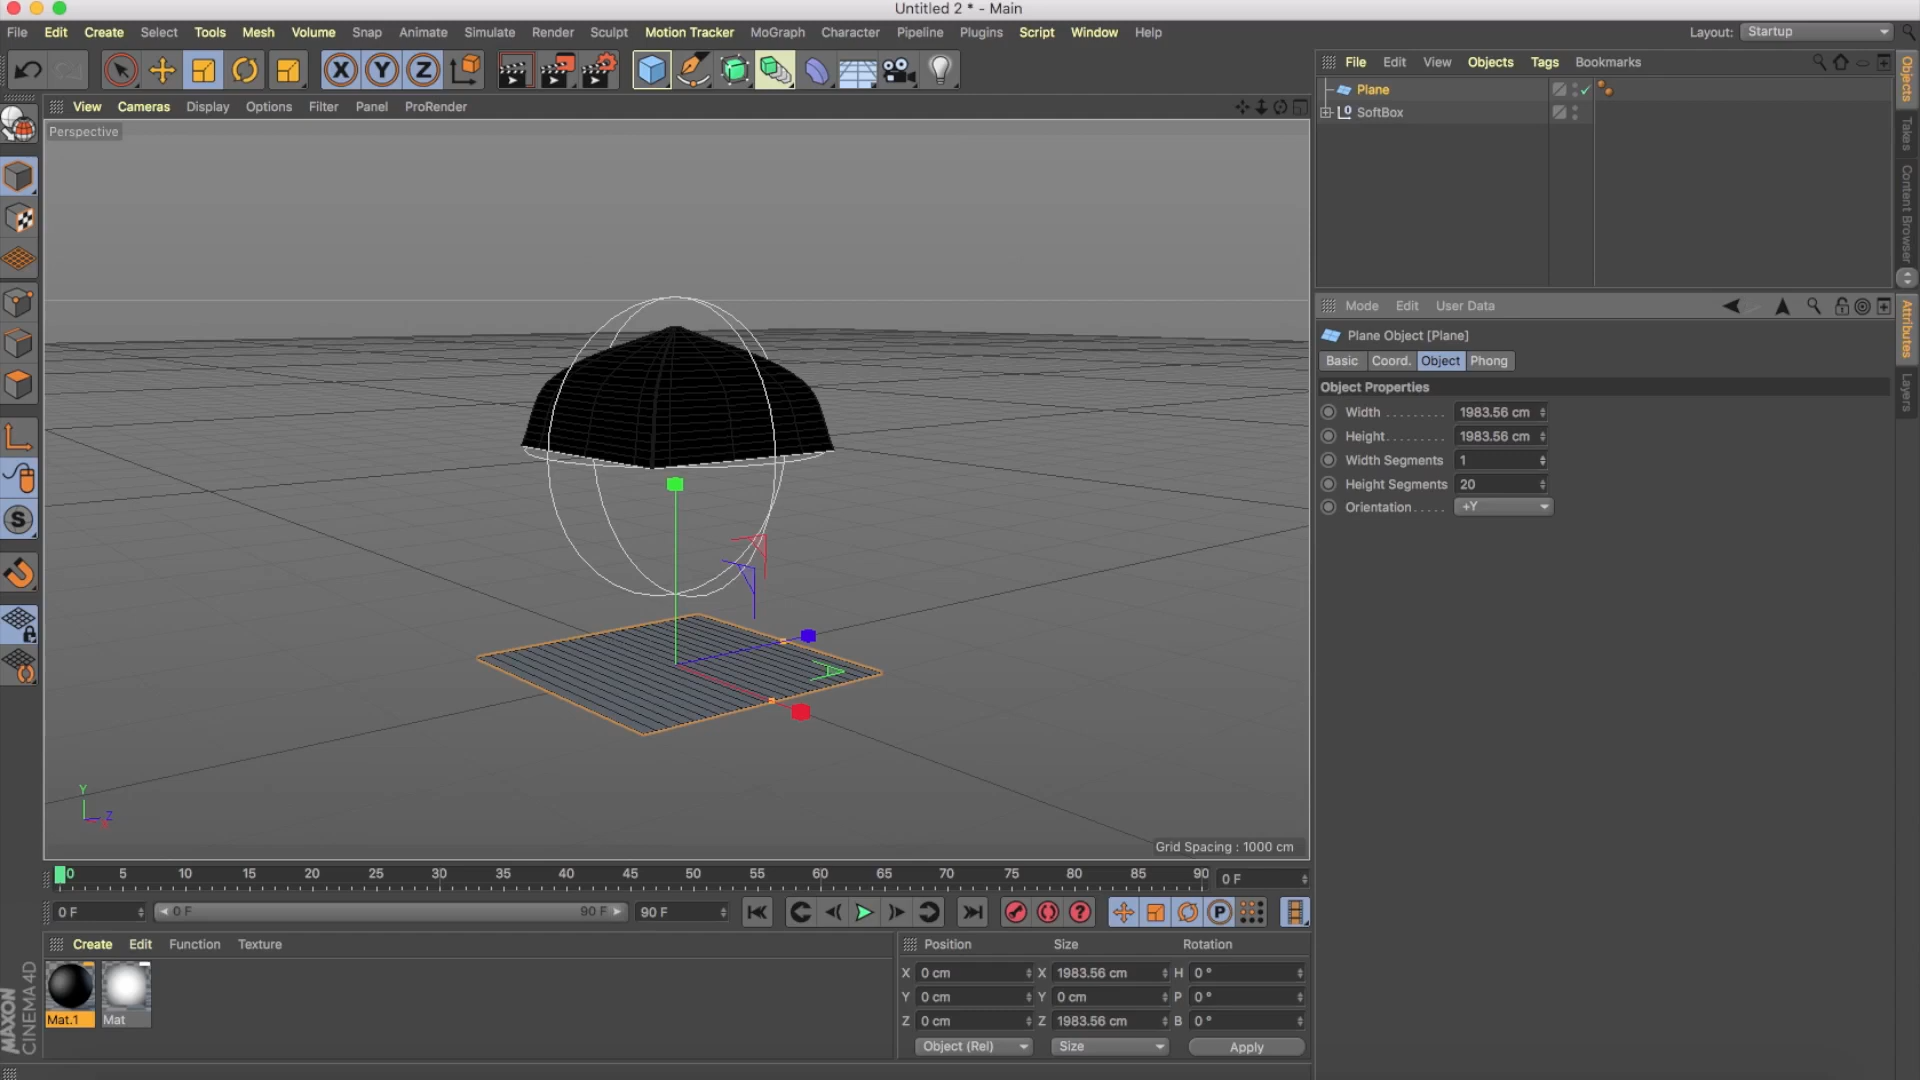 Untitled 2 * - Main
File Edit Create Select Tools Mesh Volume Snap Animate Simulate Render Sculpt Motion Tracker MoGraph Character Pipeline Plugins Script Window Help
Layout: Startup
X Y Z
File Edit View Objects Tags Bookmarks
View Cameras Display Options Filter Panel ProRender
Perspective
Plane
SoftBox
Objects
Takes
Content Browser
Attributes
Layers
Mode Edit User Data
Plane Object [Plane]
Basic Coord. Object Phong
Object Properties
Width . . . . . . . . . 1983.56 cm
Height . . . . . . . . 1983.56 cm
Width Segments 1
Height Segments 20
Orientation . . . . . +Y
S
Y
Z
Grid Spacing : 1000 cm
0 5 10 15 20 25 30 35 40 45 50 55 60 65 70 75 80 85 90 0 F
0 F 0 F 90 F 90 F ? P
Create Edit Function Texture
Mat.1 Mat
MAXON
CINEMA 4D
Position Size Rotation
X 0 cm X 1983.56 cm H 0 °
Y 0 cm Y 0 cm P 0 °
Z 0 cm Z 1983.56 cm B 0 °
Object (Rel) Size Apply